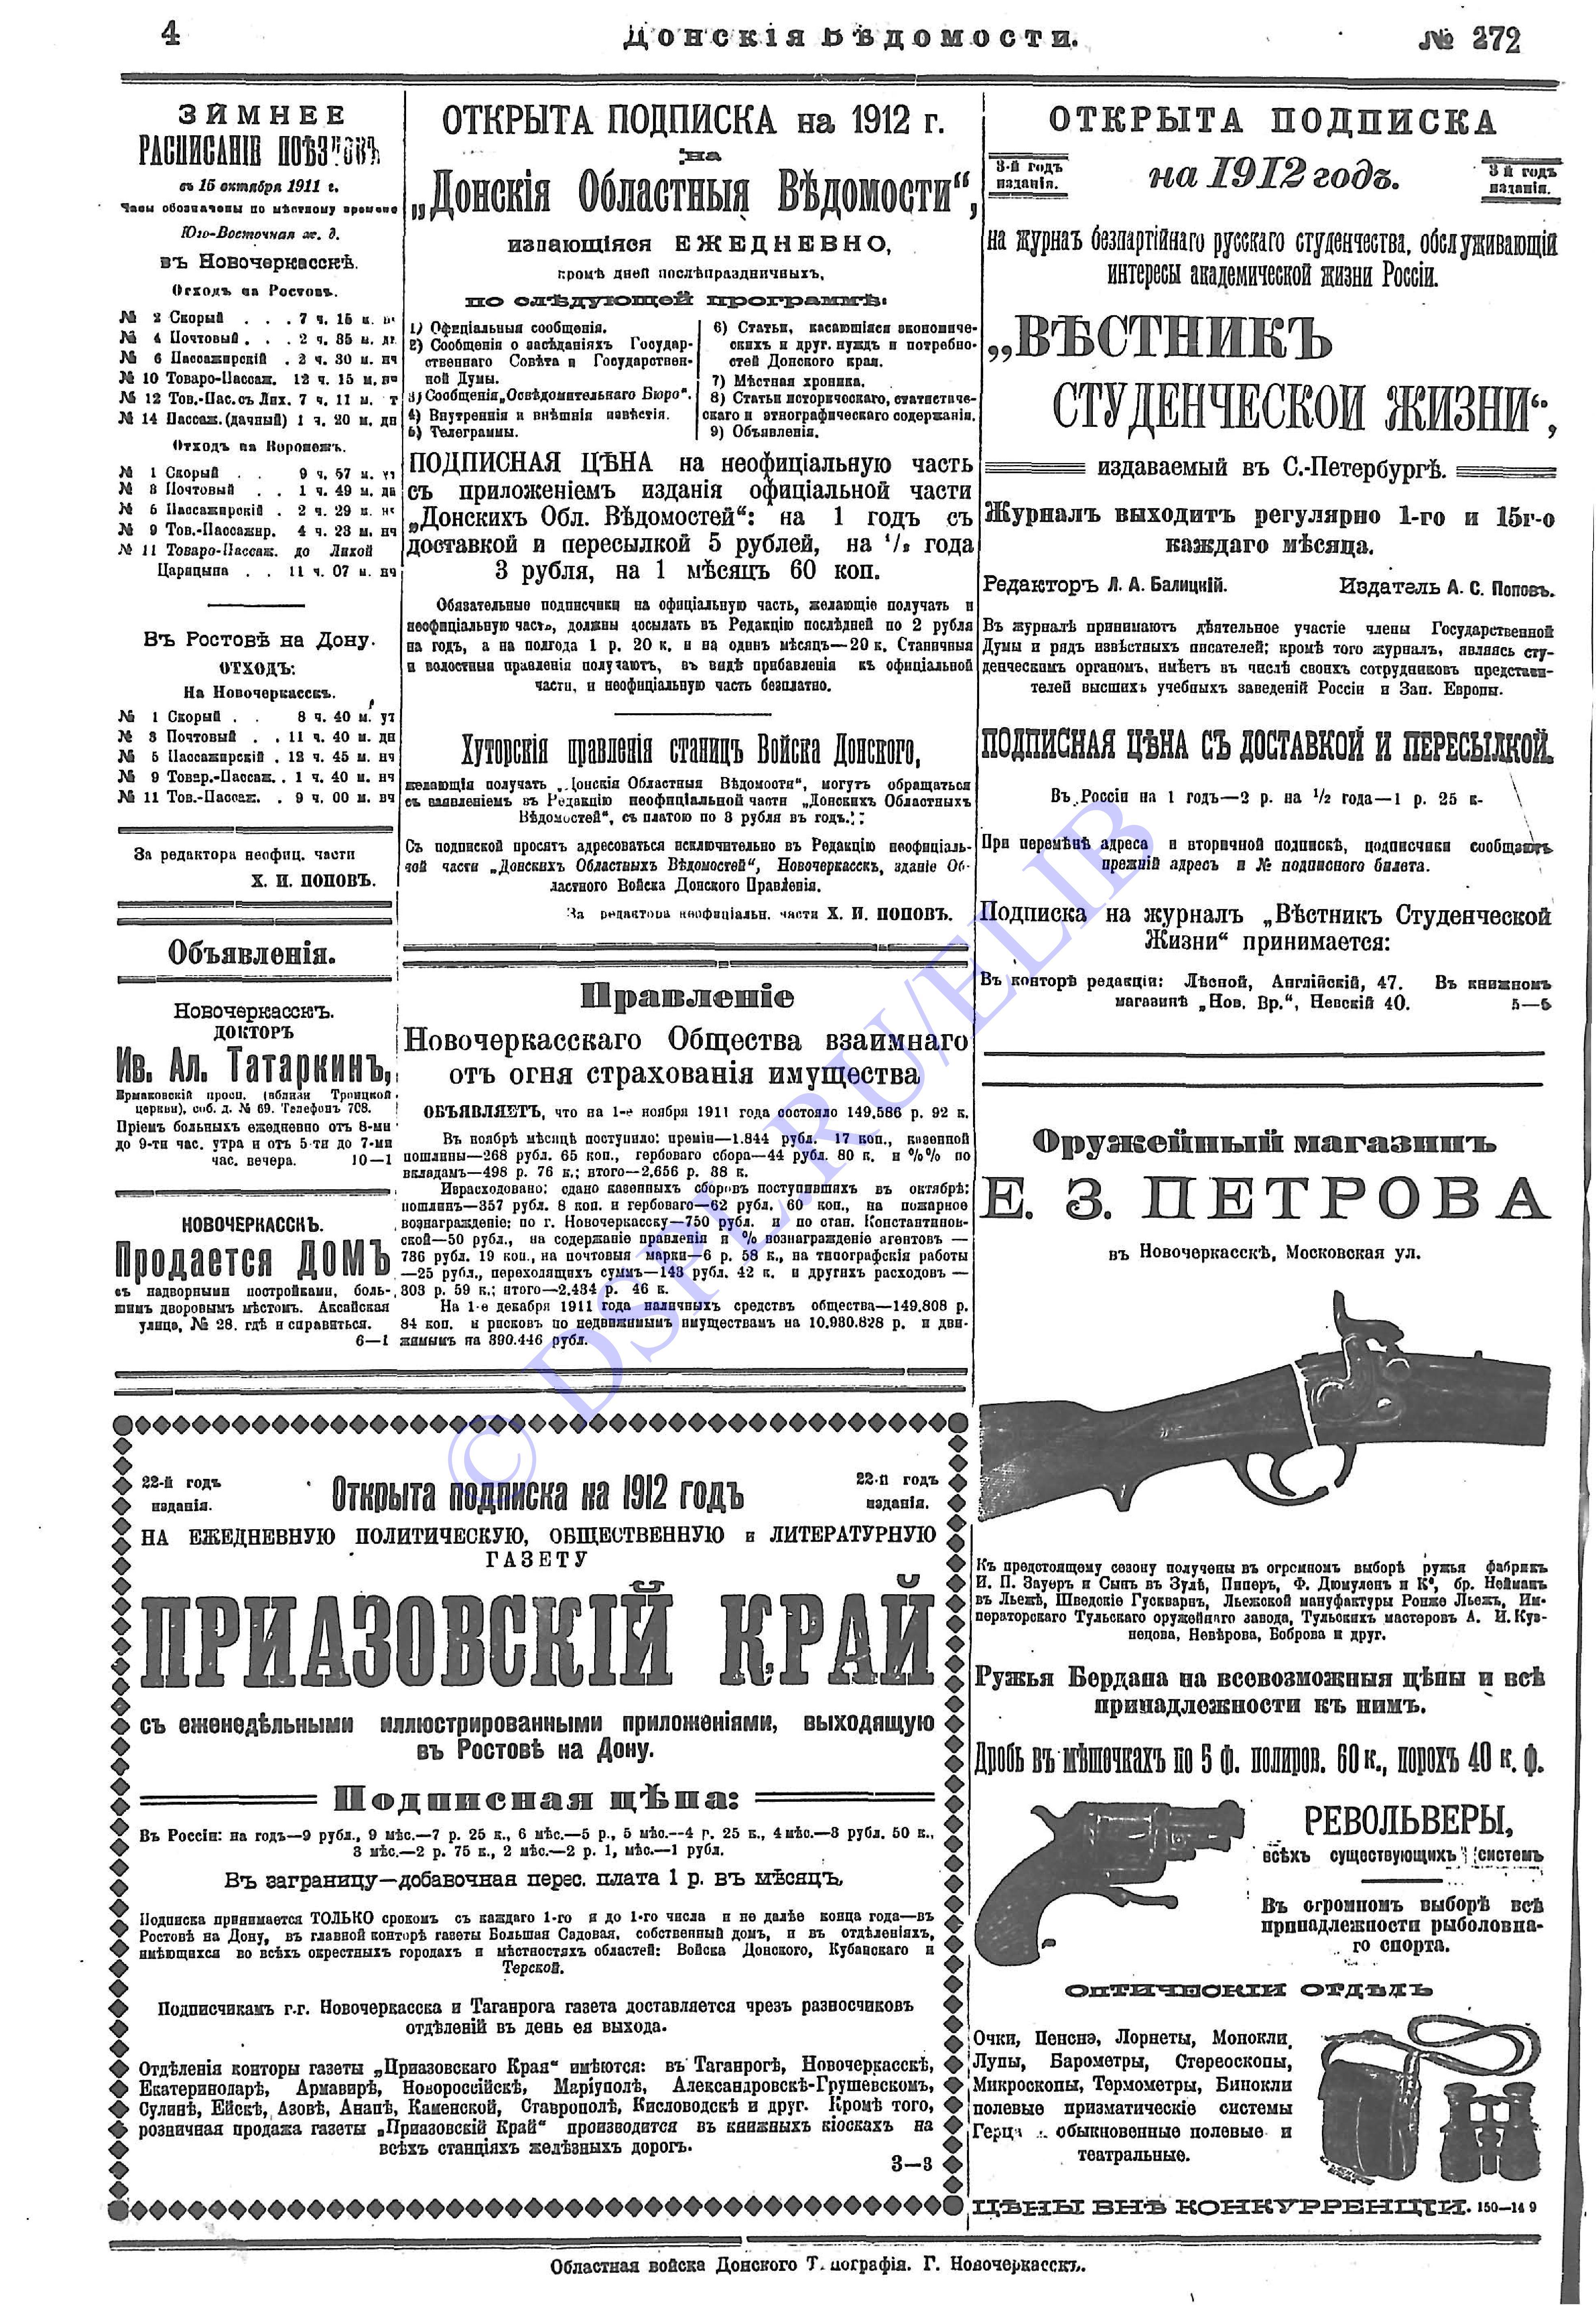 4
Донскія Вѣдомости.
№ 272
ЗИМНЕЕ
РАСПИСАНІЕ ПОѢЗДОВЪ
съ 15 октября 1911 г.
Часы обозначены по мѣстному времени
Юго-Восточная ж. д.
въ Новочеркасскѣ.
Отходъ на Ростовъ.
№ 2 Скорый . . . 7 ч. 15 м.
№ 4 Почтовый . . . 2 ч. 35 м. дн
№ 6 Пассажирскій . 2 ч. 30 м. нч
№ 10 Товаро-Пассаж. 12 ч. 15 м. нч
№ 12 Тов.-Пас. съ Лих. 7 ч. 11 м.
№ 14 Пассаж. (дачный) 1 ч. 20 м. дн
Отходъ на Воронежъ.
№ 1 Скорый . . 9 ч. 57 м. ут
№ 3 Почтовый . . 1 ч. 49 м. дн
№ 5 Пассажирскій . 2 ч. 29 м. нч
№ 9 Тов.-Пассажир. 4 ч. 23 м. нч
№ 11 Товаро-Пассаж. до Лихой
Царицына . . 11 ч. 07 м. нч
Въ Ростовѣ на Дону.
ОТХОДЪ:
На Новочеркасскъ.
№ 1 Скорый . . 8 ч. 40 м. ут
№ 3 Почтовый . . 11 ч. 40 м. дн
№ 5 Пассажирскій . 12 ч. 45 м. нч
№ 9 Товар.-Пассаж. . 1 ч. 40 м. нч
№ 11 Тов.-Пассаж. . 9 ч. 00 м. вч
За редактора неофиц. части
Х. И. ПОПОВЪ.
Объявленія.
Новочеркасскъ.
ДОКТОРЪ
Ив. Ал. Татаркинъ,
Ермаковскій просп. (вблизи Троицкой
церкви), соб. д. № 69. Телефонъ 708.
Пріемъ больныхъ ежедневно отъ 8-ми
до 9-ти час. утра и отъ 5-ти до 7-ми
час. вечера. 10—1
НОВОЧЕРКАССКЪ.
Продается ДОМЪ
съ надворными постройками, боль-
шимъ дворовымъ мѣстомъ. Аксайская
улица, № 28. гдѣ и справиться.
6—1
ОТКРЫТА ПОДПИСКА на 1912 г.
на
„Донскія Областныя Вѣдомости“,
издающіяся ЕЖЕДНЕВНО,
кромѣ дней послѣпраздничныхъ,
по слѣдующей программѣ:
1) Офиціальныя сообщенія.
2) Сообщенія о засѣданіяхъ Государ-
ственнаго Совѣта и Государствен-
ной Думы.
3) Сообщенія „Освѣдомительнаго Бюро“.
4) Внутреннія и внѣшнія извѣстія.
5) Телеграммы.
6) Статьи, касающіяся экономиче-
скихъ и друг. нуждъ и потребно-
стей Донского края.
7) Мѣстная хроника.
8) Статьи историческаго, статистиче-
скаго и этнографическаго содержанія.
9) Объявленія.
ПОДПИСНАЯ ЦѢНА на неофиціальную часть
съ приложеніемъ изданія офиціальной части
„Донскихъ Обл. Вѣдомостей“: на 1 годъ съ
доставкой и пересылкой 5 рублей, на ½ года
3 рубля, на 1 мѣсяцъ 60 коп.
Обязательные подписчики на офиціальную часть, желающіе получать и
неофиціальную часть, должны досылать въ Редакцію послѣдней по 2 рубля
на годъ, а на полгода 1 р. 20 к. и на одинъ мѣсяцъ—20 к. Станичныя
и волостныя правленія получаютъ, въ видѣ прибавленія къ офиціальной
части, и неофиціальную часть безплатно.
Хуторскія правленія станицъ Войска Донского,
желающія получать „Донскія Областныя Вѣдомости“, могутъ обращаться
съ заявленіемъ въ Редакцію неофиціальной части „Донскихъ Областныхъ
Вѣдомостей“, съ платою по 3 рубля въ годъ.
Съ подпиской просятъ адресоваться исключительно въ Редакцію неофиціаль-
ной части „Донскихъ Областныхъ Вѣдомостей“, Новочеркасскъ, зданіе Об-
ластного Войска Донского Правленія.
За редактора неофиціальн. части Х. И. ПОПОВЪ.
Правленіе
Новочеркасскаго Общества взаимнаго
отъ огня страхованія имущества
ОБЪЯВЛЯЕТЪ, что на 1-е ноября 1911 года состояло 149.586 р. 92 к.
Въ ноябрѣ мѣсяцѣ поступило: преміи—1.844 рубл. 17 коп., казенной
пошлины—268 рубл. 65 коп., гербоваго сбора—44 рубл. 80 к. и %% по
вкладамъ—498 р. 76 к.; итого—2.656 р. 38 к.
Израсходовано: сдано казенныхъ сборовъ поступившихъ въ октябрѣ:
пошлинъ—357 рубл. 8 коп. и гербоваго—62 рубл. 60 коп., на пожарное
вознагражденіе: по г. Новочеркасску—750 рубл. и по стан. Константинов-
ской—50 рубл., на содержаніе правленія и % вознагражденіе агентовъ —
736 рубл. 19 коп., на почтовыя марки—6 р. 58 к., на типографскія работы
—25 рубл., переходящихъ суммъ—143 рубл. 42 к. и другихъ расходовъ —
303 р. 59 к.; итого—2.434 р. 46 к.
На 1-е декабря 1911 года наличныхъ средствъ общества—149.808 р.
84 коп. и рисковъ по недвижимымъ имуществамъ на 10.980.828 р. и дви-
жимымъ на 390.446 рубл.
22-й годъ
изданія.
Открыта подписка на 1912 годъ
22-й годъ
изданія.
НА ЕЖЕДНЕВНУЮ ПОЛИТИЧЕСКУЮ, ОБЩЕСТВЕННУЮ и ЛИТЕРАТУРНУЮ
ГАЗЕТУ
ПРИАЗОВСКІЙ КРАЙ
съ еженедѣльными иллюстрированными приложеніями, выходящую
въ Ростовѣ на Дону.
Подписная цѣна:
Въ Россіи: на годъ—9 рубл., 9 мѣс.—7 р. 25 к., 6 мѣс.—5 р., 5 мѣс.—4 р. 25 к., 4 мѣс.—3 рубл. 50 к.,
3 мѣс.—2 р. 75 к., 2 мѣс.—2 р. 1, мѣс.—1 рубл.
Въ заграницу—добавочная перес. плата 1 р. въ мѣсяцъ,
Подписка принимается ТОЛЬКО срокомъ съ каждаго 1-го и до 1-го числа и не далѣе конца года—въ
Ростовѣ на Дону, въ главной конторѣ газеты Большая Садовая, собственный домъ, и въ отдѣленіяхъ,
имѣющихся во всѣхъ окрестныхъ городахъ и мѣстностяхъ областей: Войска Донского, Кубанскаго и
Терской.
Подписчикамъ г.г. Новочеркасска и Таганрога газета доставляется чрезъ разносчиковъ
отдѣленій въ день ея выхода.
Отдѣленія конторы газеты „Приазовскаго Края“ имѣются: въ Таганрогѣ, Новочеркасскѣ,
Екатеринодарѣ, Армавирѣ, Новороссійскѣ, Маріуполѣ, Александровскѣ-Грушевскомъ,
Сулинѣ, Ейскѣ, Азовѣ, Анапѣ, Каменской, Ставрополѣ, Кисловодскѣ и друг. Кромѣ того,
розничная продажа газеты „Приазовскій Край“ производится въ книжныхъ кіоскахъ на
всѣхъ станціяхъ желѣзныхъ дорогъ.
3—3
ОТКРЫТА ПОДПИСКА
3-й годъ
изданія.
на 1912 годъ.
3 й годъ
изданія.
на журналъ безпартійнаго русскаго студенчества, обслуживающій
интересы академической жизни Россіи.
„ВѢСТНИКЪ
СТУДЕНЧЕСКОЙ ЖИЗНИ“,
издаваемый въ С.-Петербургѣ.
Журналъ выходитъ регулярно 1-го и 15г-о
каждаго мѣсяца.
Редакторъ Л. А. Балицкій. Издатель А. С. Поповъ.
Въ журналѣ принимаютъ дѣятельное участіе члены Государственной
Думы и рядъ извѣстныхъ писателей; кромѣ того журналъ, являясь сту-
денческимъ органомъ, имѣетъ въ числѣ своихъ сотрудниковъ представи-
телей высшихъ учебныхъ заведеній Россіи и Зап. Европы.
ПОДПИСНАЯ ЦѢНА СЪ ДОСТАВКОЙ И ПЕРЕСЫЛКОЙ.
Въ Россіи на 1 годъ—2 р. на ½ года—1 р. 25 к-
При перемѣнѣ адреса и вторичной подпискѣ, подписчики сообщаютъ
прежній адресъ и № подписного билета.
Подписка на журналъ „Вѣстникъ Студенческой
Жизни“ принимается:
Въ конторѣ редакціи: Лѣсной, Англійскій, 47. Въ книжномъ
магазинѣ „Нов. Вр.“, Невскій 40. 5—5
Оружейный магазинъ
Е. З. ПЕТРОВА
въ Новочеркасскѣ, Московская ул.
Къ предстоящему сезону получены въ огромномъ выборѣ ружья фабрикъ
И. П. Зауеръ и Сынъ въ Зулѣ, Пиперъ, Ф. Дюмуленъ и К°, бр. Нейманъ
въ Льежѣ, Шведскіе Гускварнъ, Льежской мануфактуры Ронже Льежъ, Им-
ператорскаго Тульскаго оружейнаго завода, Тульскихъ мастеровъ А. И. Куз-
нецова, Невѣрова, Боброва и друг.
Ружья Бердана на всевозможныя цѣны и всѣ
принадлежности къ нимъ.
Дробь въ мѣшечкахъ по 5 ф. полиров. 60 к., порохъ 40 к. ф.
РЕВОЛЬВЕРЫ,
всѣхъ существующихъ системъ
Въ огромномъ выборѣ всѣ
принадлежности рыболовна-
го спорта.
ОПТИЧЕСКІЙ ОТДѢЛЪ
Очки, Пенснэ, Лорнеты, Монокли,
Лупы, Барометры, Стереоскопы,
Микроскопы, Термометры, Бинокли
полевые призматическіе системы
Герца обыкновенные полевые и
театральные.
ЦѢНЫ ВНѢ КОНКУРРЕНЦІИ. 150—149
Областная войска Донского Типографія. Г. Новочеркасскъ.
© DSPL.RU/ELIB